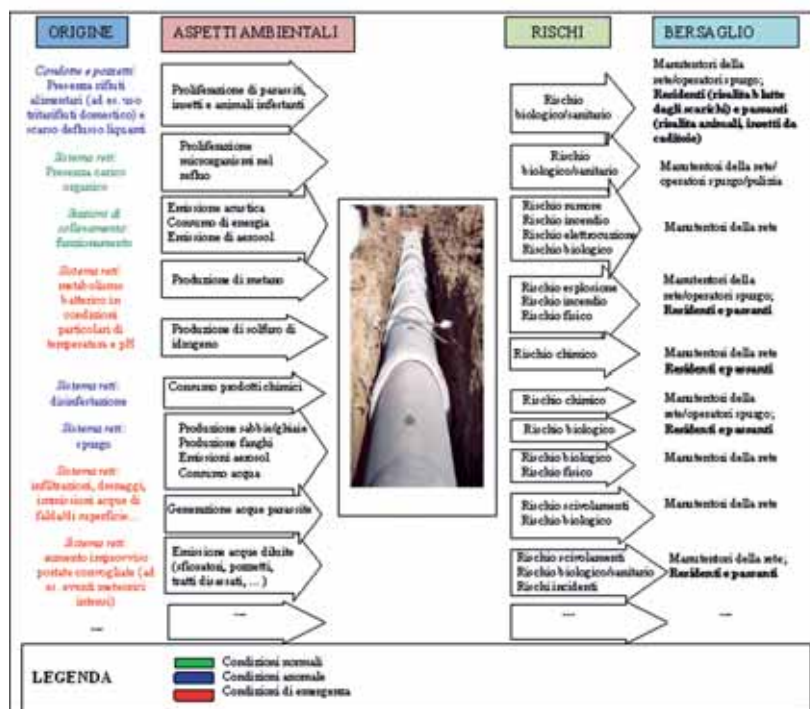 ORIGINE
ASPETTI AMBIENTALI
RISCHI
BERSAGLIO
Condotte e pozzetti:
Presenza rifiuti
alimentari (ad es. uso
tritarifiuti domestico) e
scarso deflusso liquami
Proliferazione di parassiti,
insetti e animali infestanti
Rischio
biologico/sanitario
Manutentori della
rete/operatori spurgo;
Residenti (risalita blatte
dagli scarichi) e passanti
(risalita animali, insetti da
caditoie)
Sistema reti:
Presenza carico
organico
Proliferazione
microrganismi nel
refluo
Rischio
biologico/sanitario
Manutentori della rete/
operatori spurgo/pulizia
Stazioni di
sollevamento:
funzionamento
Emissione acustica
Consumo di energia
Emissione di aerosol
Rischio rumore
Rischio incendio
Rischio elettrocuzione
Rischio biologico
Manutentori della rete
Sistema reti:
metabolismo
batterico in
condizioni
particolari di
temperatura e pH
Produzione di metano
Rischio esplosione
Rischio incendio
Rischio fisico
Manutentori della
rete/operatori spurgo;
Residenti e passanti
Produzione di solfuro di
idrogeno
Rischio chimico
Manutentori della rete
Residenti e passanti
Sistema reti:
disinfestazione
Consumo prodotti chimici
Rischio chimico
Manutentori della
rete/operatori spurgo;
Residenti e passanti
Sistema reti:
spurgo
Produzione sabbie/ghiaie
Produzione fanghi
Emissioni aerosol
Consumo acqua
Rischio biologico
Rischio biologico
Rischio fisico
Manutentori della rete
Sistema reti:
infiltrazioni, drenaggi,
immissioni acque di
falda/di superficie...
Generazione acque parassite
Rischio scivolamenti
Rischio biologico
Manutentori della rete
Sistema reti:
aumento improvviso
portate convogliate (ad
es. eventi meteorici
intensi)
Emissione acque diluite
(sfioratori, pozzetti,
tratti dissestati, ... )
Rischio scivolamenti
Rischio biologico/sanitario
Rischi incidenti
Manutentori della rete;
Residenti e passanti
....
....
....
....
LEGENDA
Condizioni normali
Condizioni anomale
Condizioni di emergenza